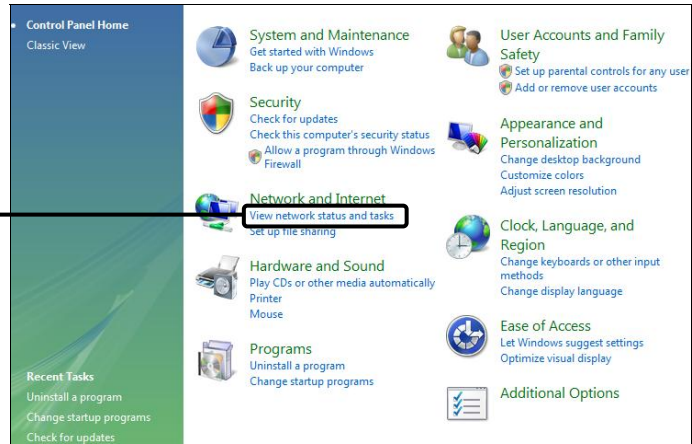 Control Panel Home
Classic View
System and Maintenance
Get started with Windows
Back up your computer
Security
Check for updates
Check this computer's security status
Allow a program through Windows
Firewall
Network and Internet
View network status and tasks
Set up file sharing
Hardware and Sound
Play CDs or other media automatically
Printer
Mouse
Programs
Uninstall a program
Change startup programs
User Accounts and Family
Safety
Set up parental controls for any user
Add or remove user accounts
Appearance and
Personalization
Change desktop background
Customize colors
Adjust screen resolution
Clock, Language, and
Region
Change keyboards or other input
methods
Change display language
Ease of Access
Let Windows suggest settings
Optimize visual display
Additional Options
Recent Tasks
Uninstall a program
Change startup programs
Check for updates